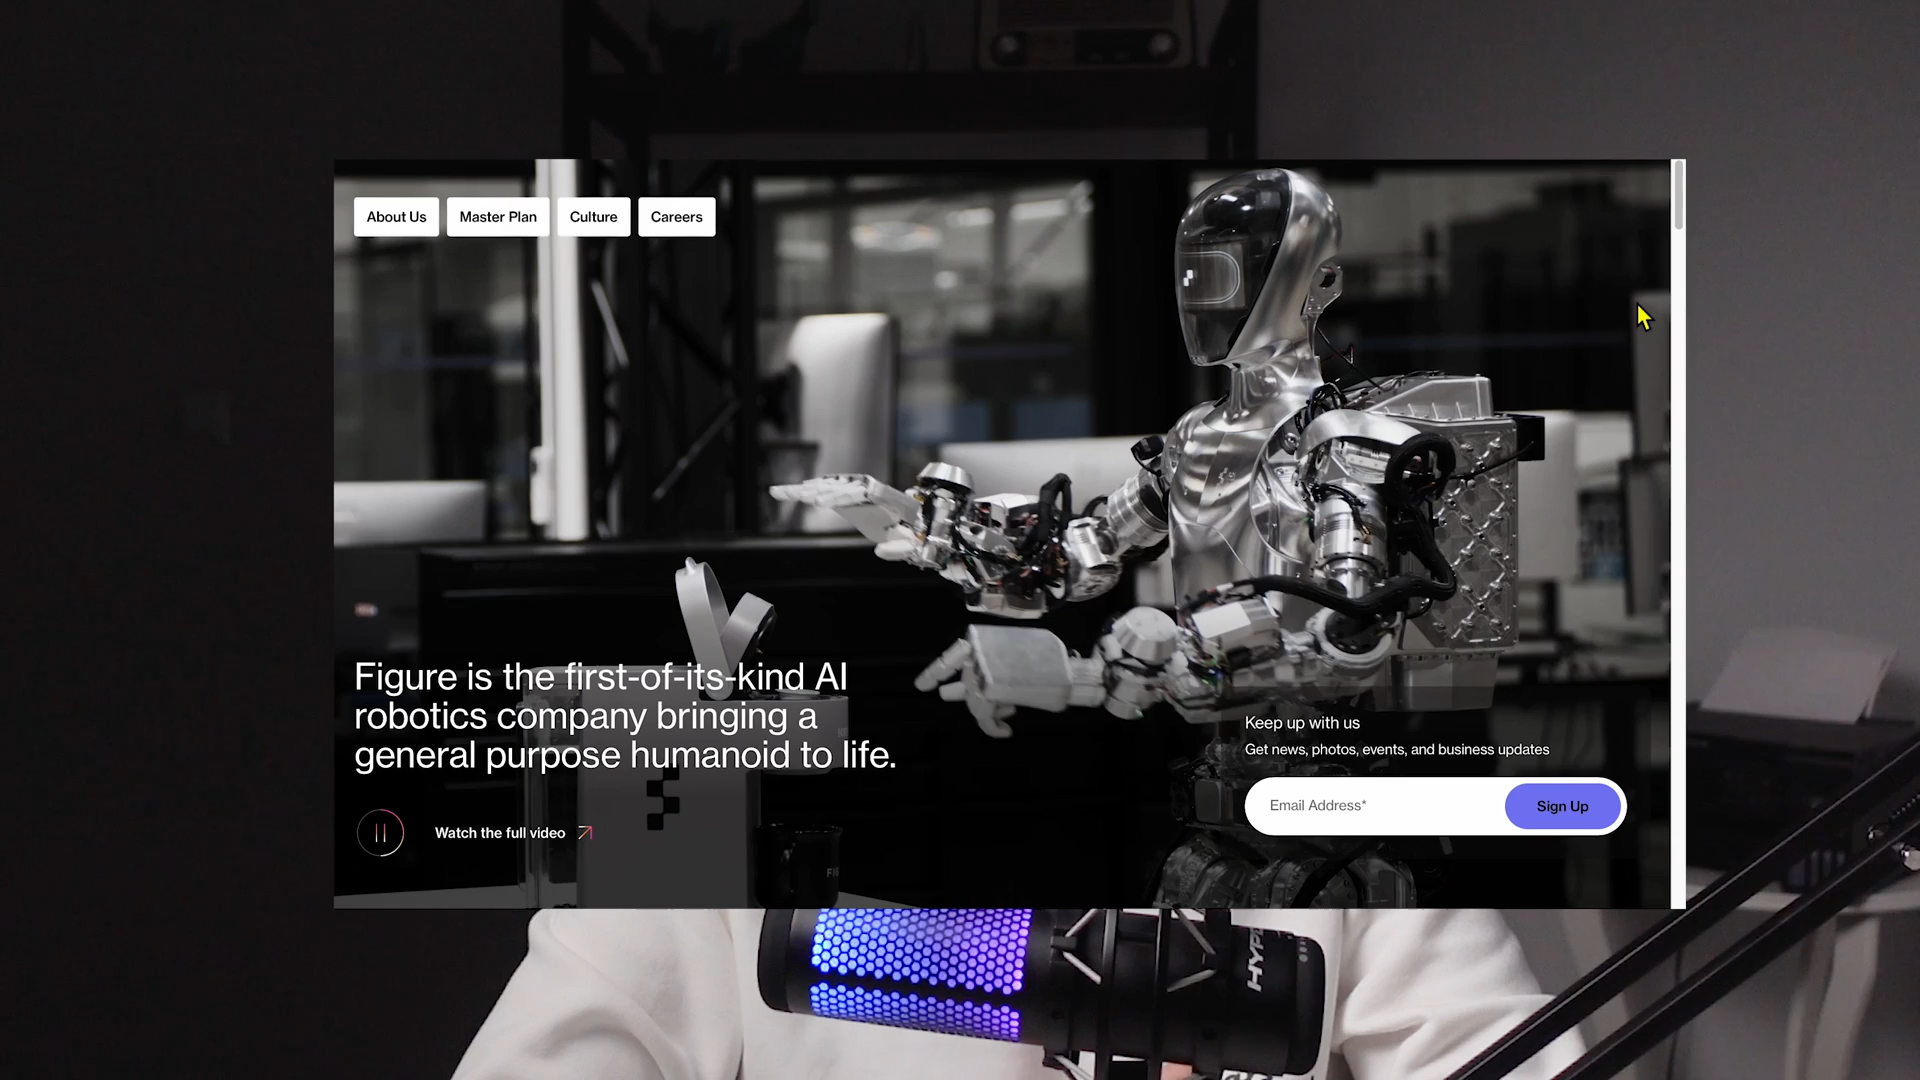 About Us
Master Plan
Culture
Careers
Figure is the first-of-its-kind AI
robotics company bringing a
general purpose humanoid to life.
Watch the full video
Keep up with us
Get news, photos, events, and business updates
Email Address*
Sign Up